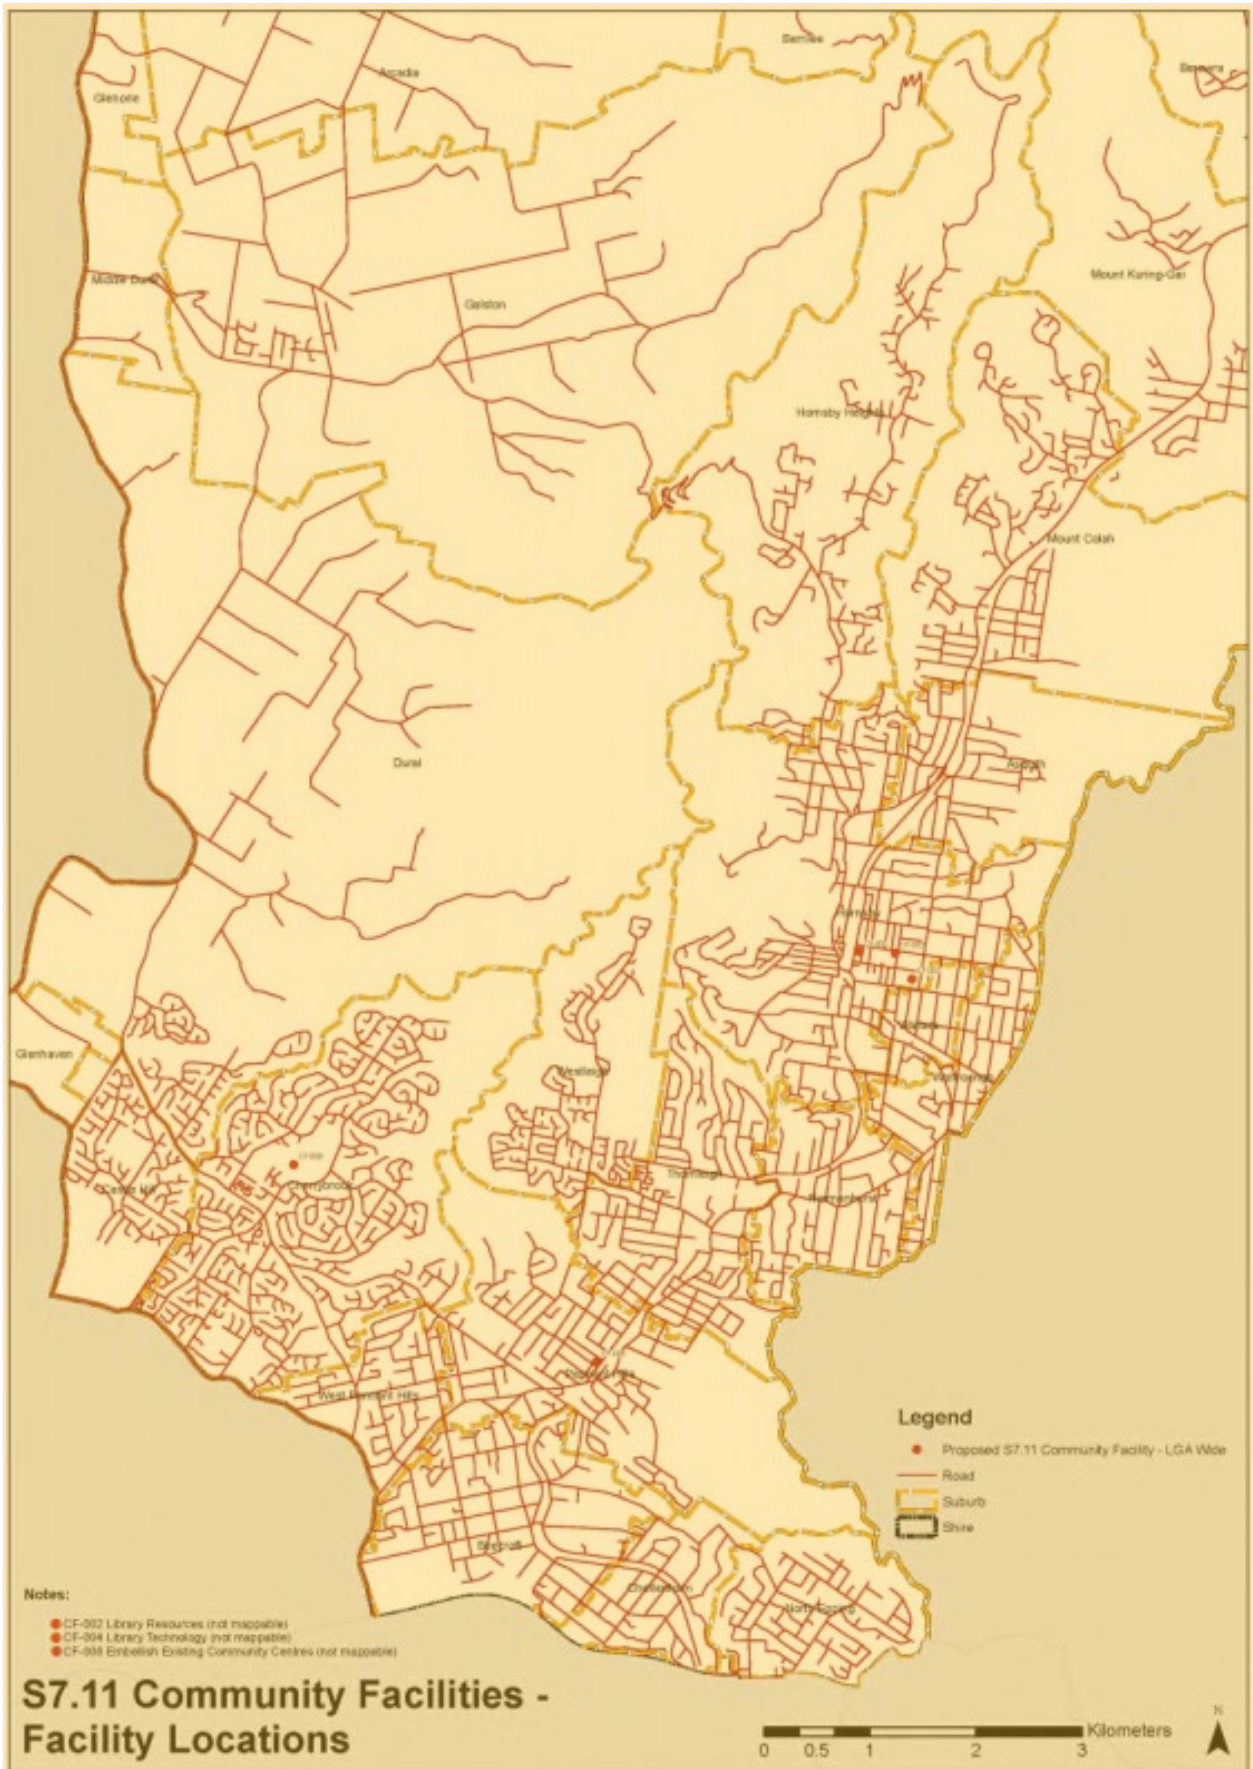 Berrilee
Arcadia
Berowra
Glenorie
Mount Kuring-Gai
Middle Dural
Galston
Hornsby Heights
Mount Colah
Dural
Asquith
Hornsby
Waitara
Glenhaven
Westleigh
Wahroonga
Thornleigh
Castle Hill
Cherrybrook
Normanhurst
Pennant Hills
West Pennant Hills
Legend
Proposed S7.11 Community Facility - LGA Wide
Road
Suburb
Shire
Beecroft
Cheltenham
North Epping
Notes:
CF-002 Library Resources (not mappable)
CF-004 Library Technology (not mappable)
CF-008 Embellish Existing Community Centres (not mappable)
S7.11 Community Facilities -
Facility Locations
N
Kilometers
0 0.5 1 2 3